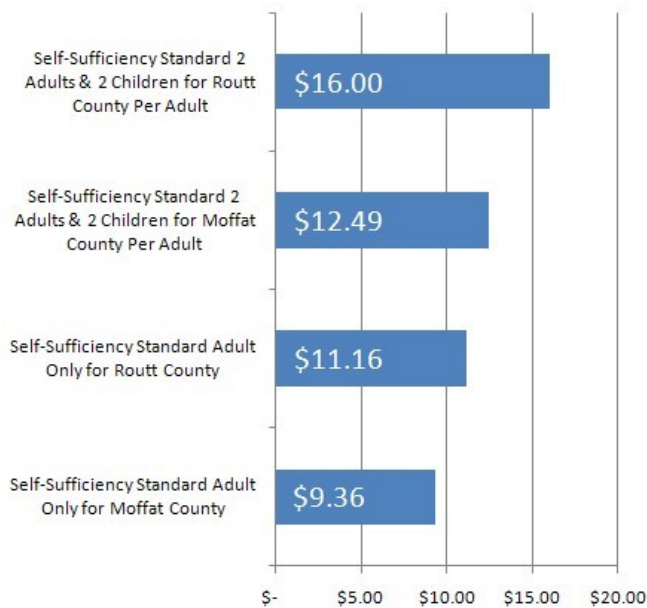 Self-Sufficiency Standard 2
Adults & 2 Children for Routt
County Per Adult
$16.00
Self-Sufficiency Standard 2
Adults & 2 Children for Moffat
County Per Adult
$12.49
Self-Sufficiency Standard Adult
Only for Routt County
$11.16
Self-Sufficiency Standard Adult
Only for Moffat County
$9.36
$- $5.00 $10.00 $15.00 $20.00